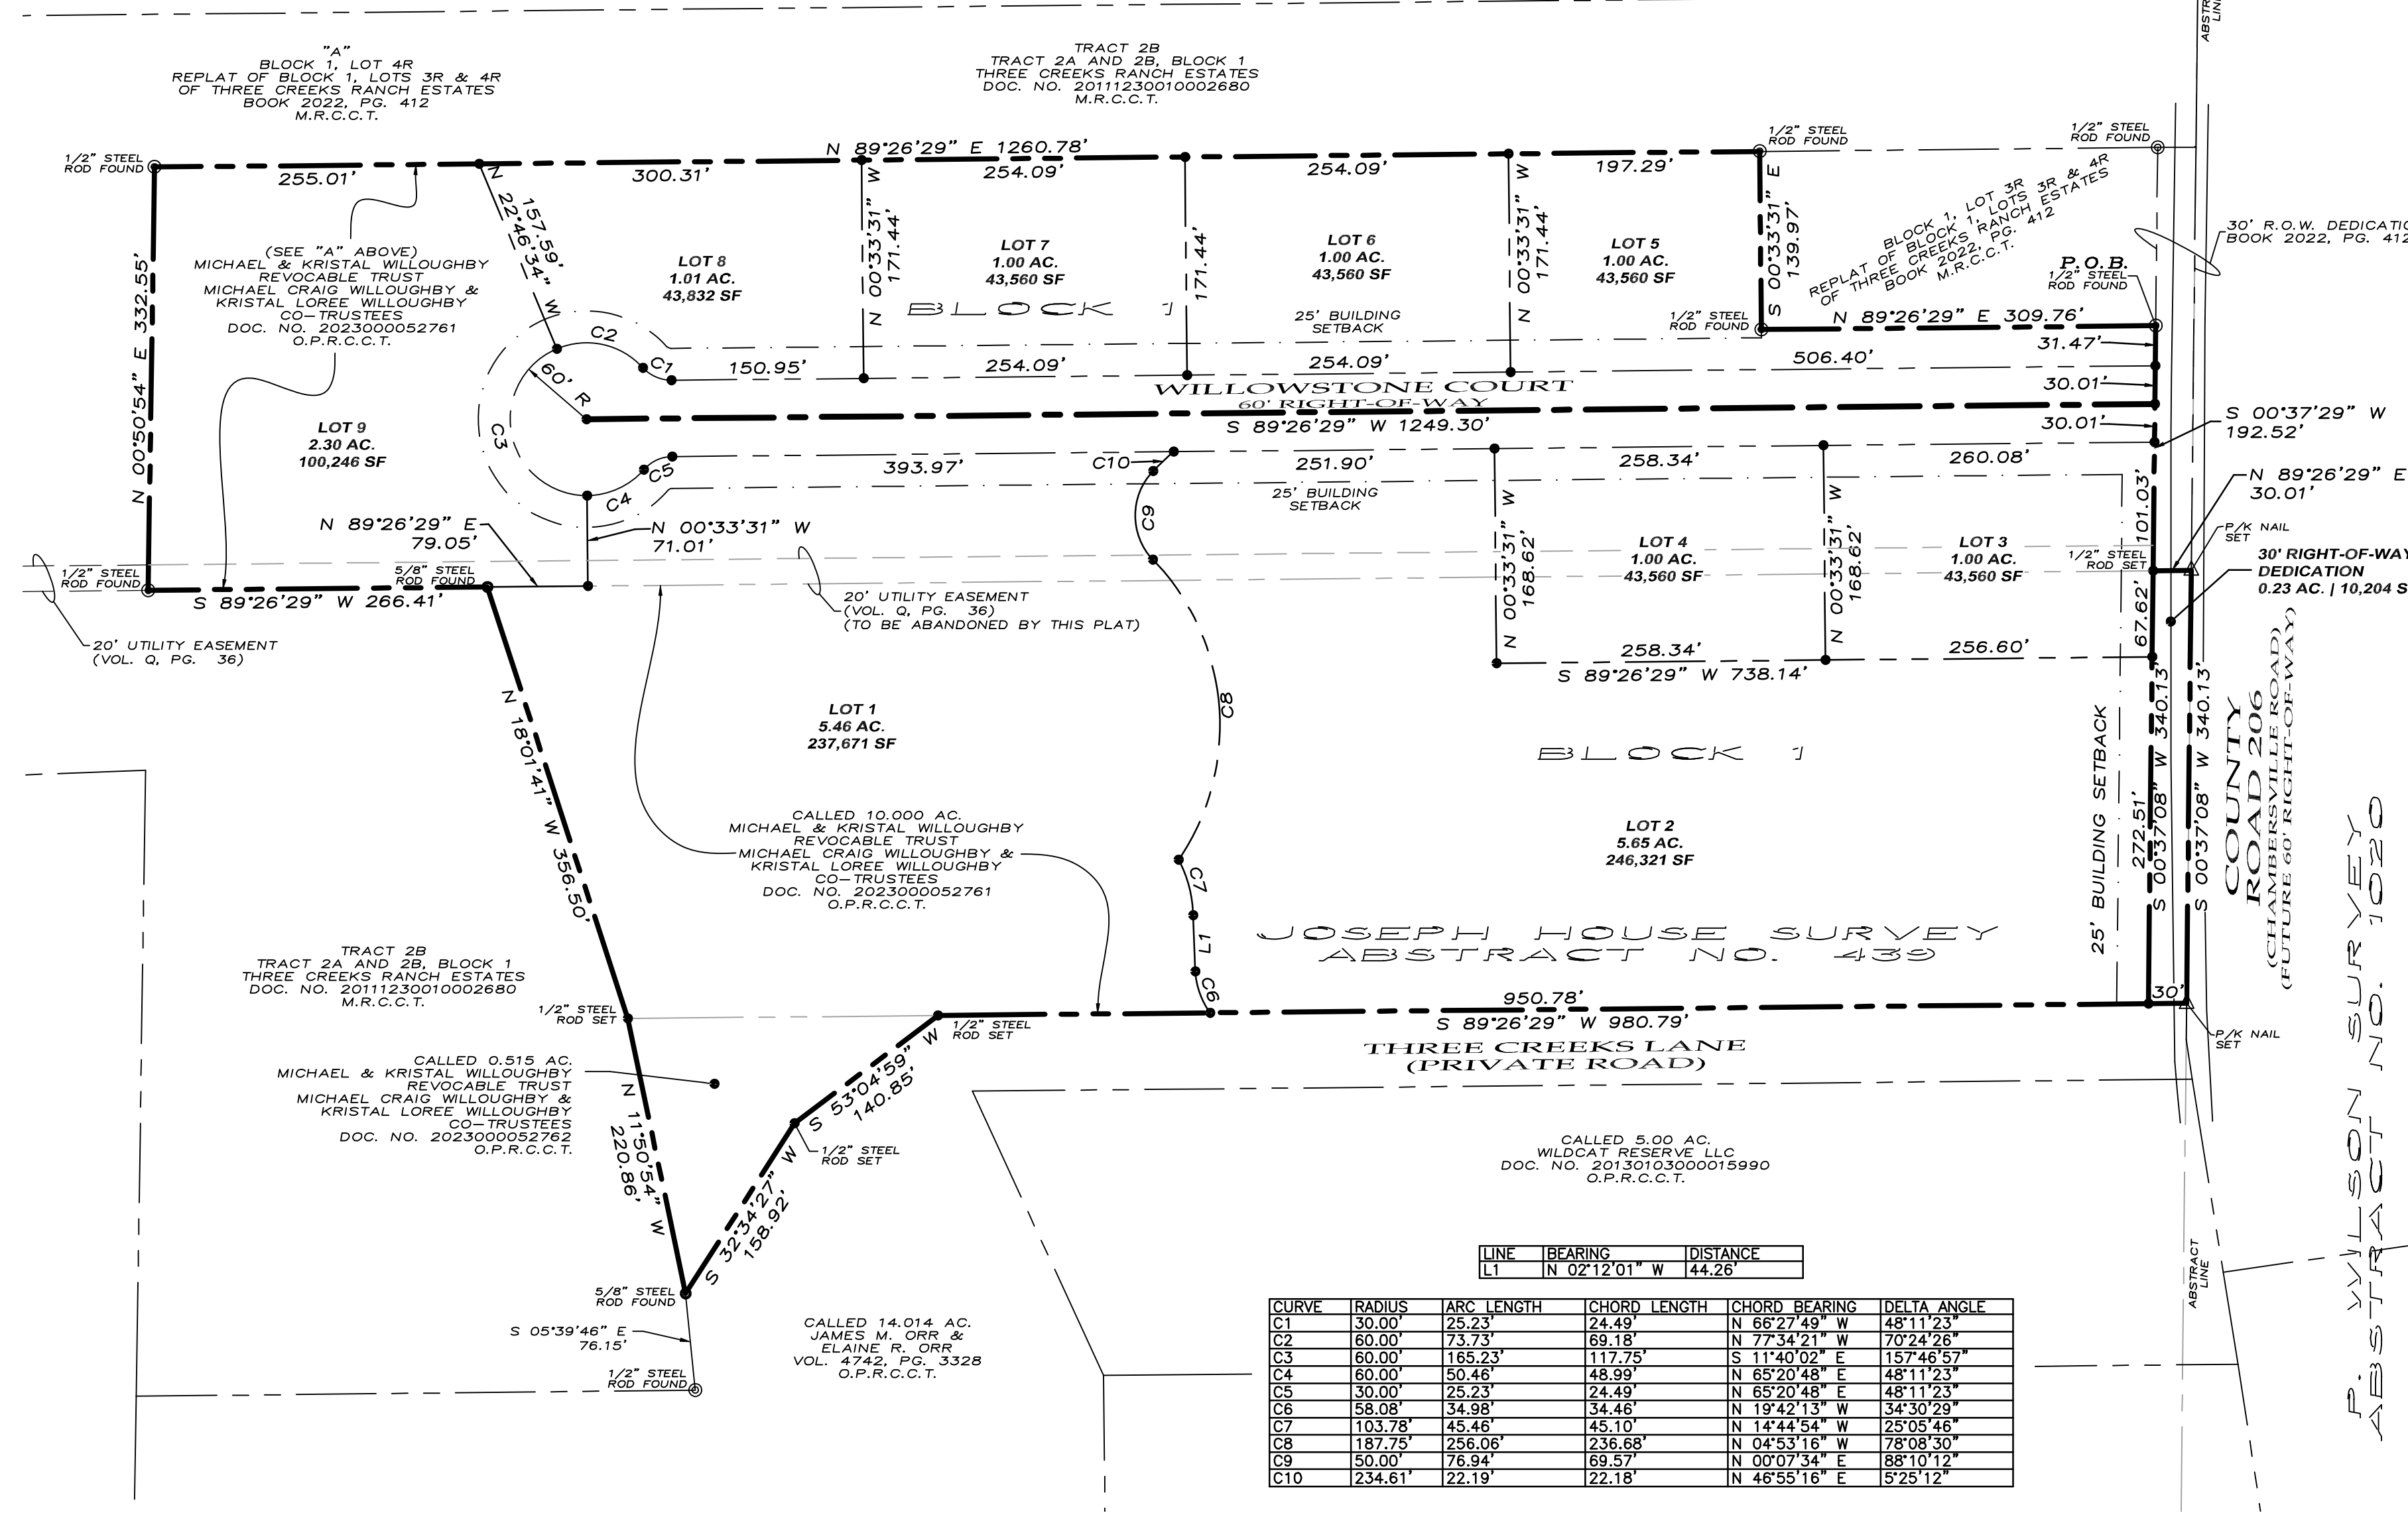 ABSTRACT
LINE
"A"
BLOCK 1, LOT 4R
REPLAT OF BLOCK 1, LOTS 3R & 4R
OF THREE CREEKS RANCH ESTATES
BOOK 2022, PG. 412
M.R.C.C.T.
TRACT 2B
TRACT 2A AND 2B, BLOCK 1
THREE CREEKS RANCH ESTATES
DOC. NO. 20111230010002680
M.R.C.C.T.
1/2" STEEL
ROD FOUND
N 89°26'29" E 1260.78'
255.01'
300.31'
254.09'
254.09'
197.29'
1/2" STEEL
ROD FOUND
1/2" STEEL
ROD FOUND
N 22°46'34" W
157.59'
N 00°33'31" W
171.44'
171.44'
N 00°33'31" W
171.44'
S 00°33'31" E
139.97'
BLOCK 1, LOT 3R
REPLAT OF BLOCK 1, LOTS 3R & 4R
OF THREE CREEKS RANCH ESTATES
BOOK 2022, PG. 412
M.R.C.C.T.
30' R.O.W. DEDICATIO
BOOK 2022, PG. 412
(SEE "A" ABOVE)
MICHAEL & KRISTAL WILLOUGHBY
REVOCABLE TRUST
MICHAEL CRAIG WILLOUGHBY &
KRISTAL LOREE WILLOUGHBY
CO-TRUSTEES
DOC. NO. 2023000052761
O.P.R.C.C.T.
N 00°50'54" E 332.55'
LOT 8
1.01 AC.
43,832 SF
LOT 7
1.00 AC.
43,560 SF
LOT 6
1.00 AC.
43,560 SF
LOT 5
1.00 AC.
43,560 SF
BLOCK 1
25' BUILDING
SETBACK
P.O.B.
1/2" STEEL
ROD FOUND
1/2" STEEL
ROD FOUND
N 89°26'29" E 309.76'
31.47'
C2
C1
60' R
150.95'
254.09'
254.09'
506.40'
30.01'
WILLOWSTONE COURT
60' RIGHT-OF-WAY
S 89°26'29" W 1249.30'
30.01'
S 00°37'29" W
192.52'
LOT 9
2.30 AC.
100,246 SF
C3
C5
C4
393.97'
C10
251.90'
258.34'
260.08'
25' BUILDING
SETBACK
C9
101.03'
N 89°26'29" E
30.01'
P/K NAIL
SET
N 89°26'29" E
79.05'
N 00°33'31" W
71.01'
N 00°33'31" W
168.62'
LOT 4
1.00 AC.
43,560 SF
N 00°33'31" W
168.62'
LOT 3
1.00 AC.
43,560 SF
1/2" STEEL
ROD SET
30' RIGHT-OF-WAY
DEDICATION
0.23 AC. | 10,204 S
1/2" STEEL
ROD FOUND
5/8" STEEL
ROD FOUND
S 89°26'29" W 266.41'
20' UTILITY EASEMENT
(VOL. Q, PG. 36)
(TO BE ABANDONED BY THIS PLAT)
20' UTILITY EASEMENT
(VOL. Q, PG. 36)
67.62'
258.34'
256.60'
S 89°26'29" W 738.14'
N 18°01'41" W 356.50'
LOT 1
5.46 AC.
237,671 SF
C8
BLOCK 1
25' BUILDING SETBACK
272.51'
S 00°37'08" W 340.13'
S 00°37'08" W 340.13'
COUNTY
ROAD 206
(CHAMBERSVILLE ROAD)
(FUTURE 60' RIGHT-OF-WAY)
CALLED 10.000 AC.
MICHAEL & KRISTAL WILLOUGHBY
REVOCABLE TRUST
MICHAEL CRAIG WILLOUGHBY &
KRISTAL LOREE WILLOUGHBY
CO-TRUSTEES
DOC. NO. 2023000052761
O.P.R.C.C.T.
LOT 2
5.65 AC.
246,321 SF
C7
L1
C6
JOSEPH HOUSE SURVEY
ABSTRACT NO. 439
P. WILSON SURVEY
ABSTRACT NO. 1020
TRACT 2B
TRACT 2A AND 2B, BLOCK 1
THREE CREEKS RANCH ESTATES
DOC. NO. 20111230010002680
M.R.C.C.T.
1/2" STEEL
ROD SET
1/2" STEEL
ROD SET
950.78'
30'
S 89°26'29" W 980.79'
THREE CREEKS LANE
(PRIVATE ROAD)
P/K NAIL
SET
CALLED 0.515 AC.
MICHAEL & KRISTAL WILLOUGHBY
REVOCABLE TRUST
MICHAEL CRAIG WILLOUGHBY &
KRISTAL LOREE WILLOUGHBY
CO-TRUSTEES
DOC. NO. 2023000052762
O.P.R.C.C.T.
N 11°50'54" W
220.86'
S 53°04'59" W
140.85'
1/2" STEEL
ROD SET
S 32°34'27" W
158.92'
CALLED 5.00 AC.
WILDCAT RESERVE LLC
DOC. NO. 20130103000015990
O.P.R.C.C.T.
5/8" STEEL
ROD FOUND
S 05°39'46" E
76.15'
1/2" STEEL
ROD FOUND
CALLED 14.014 AC.
JAMES M. ORR &
ELAINE R. ORR
VOL. 4742, PG. 3328
O.P.R.C.C.T.
ABSTRACT
LINE
LINE BEARING DISTANCE
L1 N 02°12'01" W 44.26'
CURVE RADIUS ARC LENGTH CHORD LENGTH CHORD BEARING DELTA ANGLE
C1 30.00' 25.23' 24.49' N 66°27'49" W 48°11'23"
C2 60.00' 73.73' 69.18' N 77°34'21" W 70°24'26"
C3 60.00' 165.23' 117.75' S 11°40'02" E 157°46'57"
C4 60.00' 50.46' 48.99' N 65°20'48" E 48°11'23"
C5 30.00' 25.23' 24.49' N 65°20'48" E 48°11'23"
C6 58.08' 34.98' 34.46' N 19°42'13" W 34°30'29"
C7 103.78' 45.46' 45.10' N 14°44'54" W 25°05'46"
C8 187.75' 256.06' 236.68' N 04°53'16" W 78°08'30"
C9 50.00' 76.94' 69.57' N 00°07'34" E 88°10'12"
C10 234.61' 22.19' 22.18' N 46°55'16" E 5°25'12"